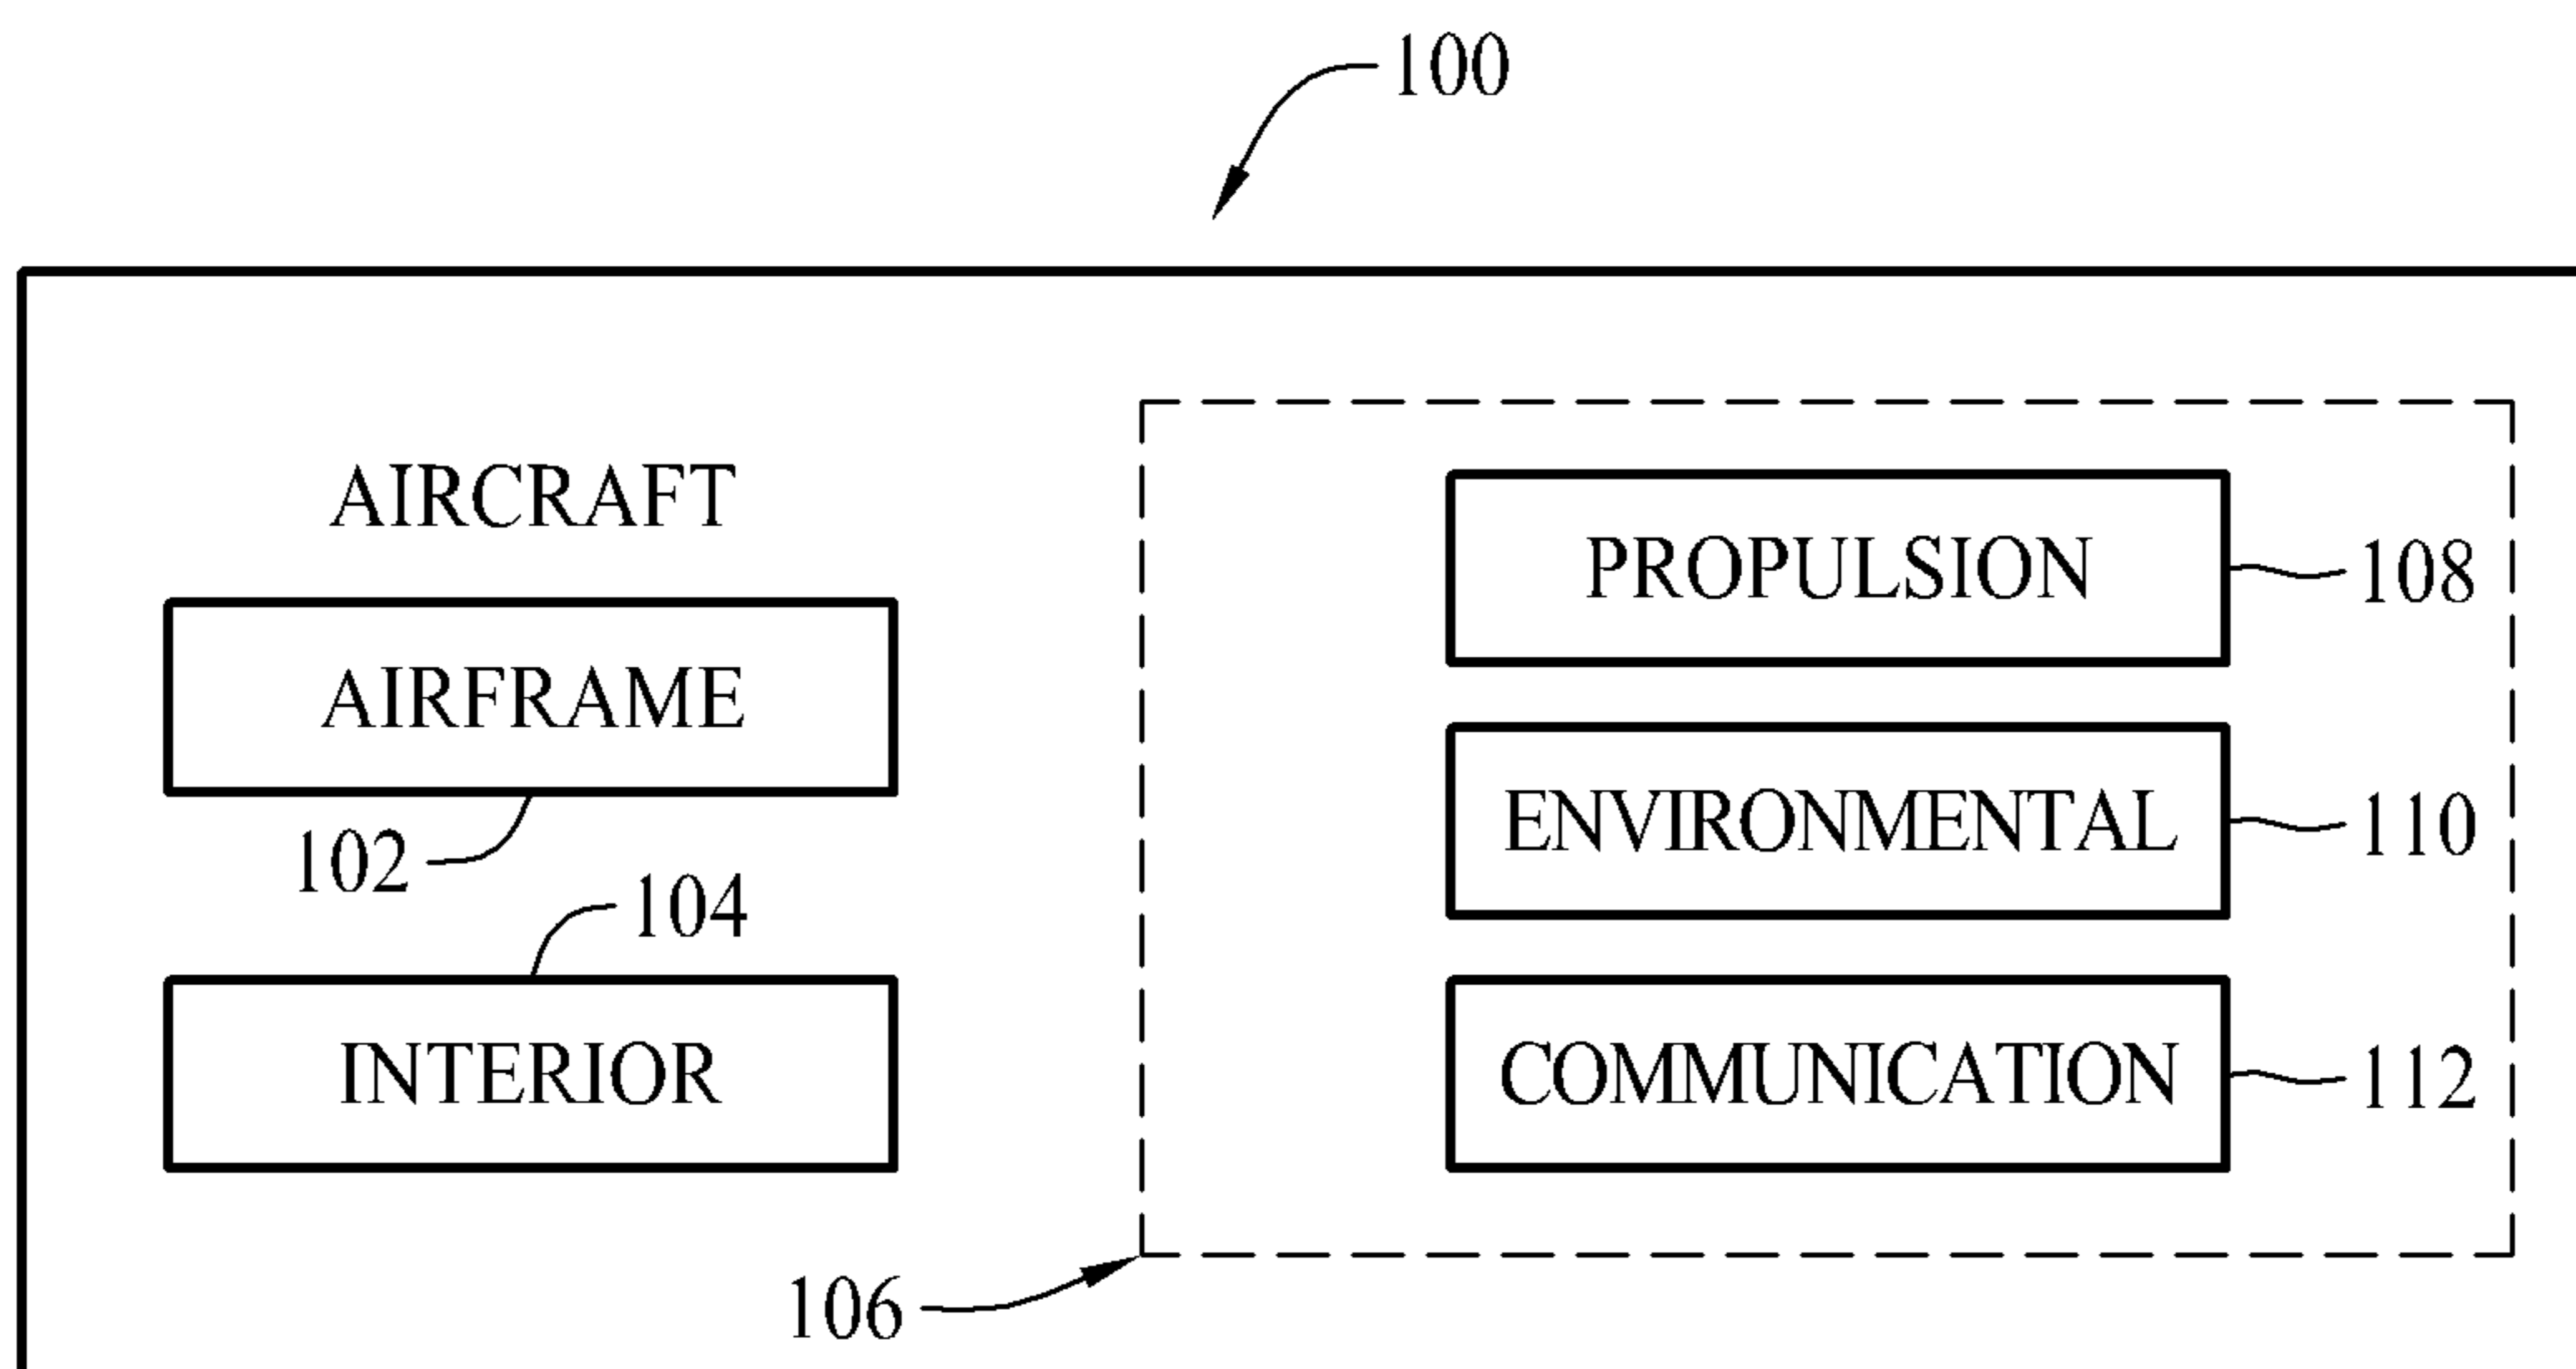 100
AIRCRAFT
AIRFRAME
102
104
INTERIOR
PROPULSION
108
ENVIRONMENTAL
110
COMMUNICATION
112
106